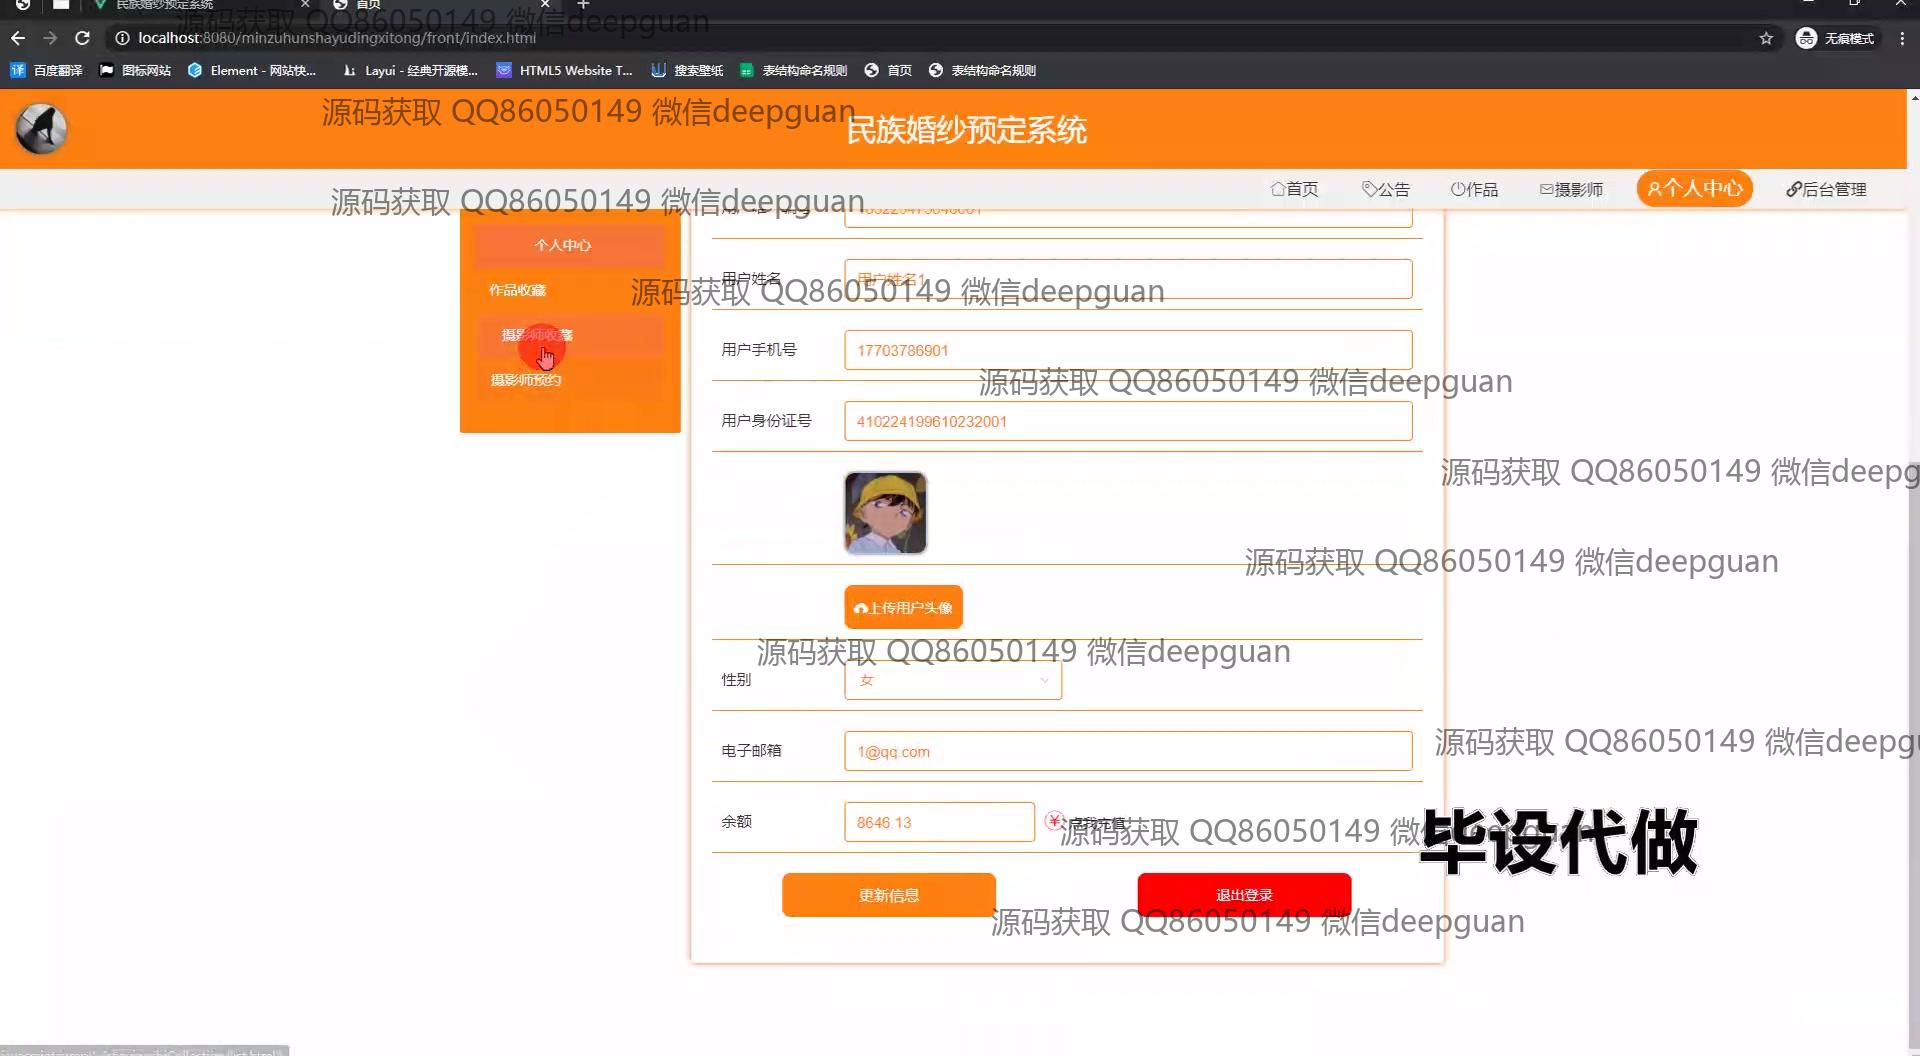 民族婚纱预定系统
首页
源码获取 QQ86050149 微信deepguan
localhost:8080/minzuhunshayudingxitong/front/index.html
无痕模式
百度翻译
图标网站
Element - 网站快...
Layui - 经典开源模...
HTML5 Website T...
搜索壁纸
表结构命名规则
首页
表结构命名规则
源码获取 QQ86050149 微信deepguan
民族婚纱预定系统
首页
公告
作品
摄影师
个人中心
后台管理
源码获取 QQ86050149 微信deepguan
个人中心
作品收藏
摄影师收藏
摄影师预约
用户姓名
用户姓名1
源码获取 QQ86050149 微信deepguan
用户手机号
17703786901
源码获取 QQ86050149 微信deepguan
用户身份证号
410224199610232001
源码获取 QQ86050149 微信deepg
源码获取 QQ86050149 微信deepguan
上传用户头像
源码获取 QQ86050149 微信deepguan
性别
女
电子邮箱
1@qq.com
源码获取 QQ86050149 微信deepgu
余额
8646.13
点我充值
源码获取 QQ86050149 微
毕设代做
更新信息
退出登录
源码获取 QQ86050149 微信deepguan